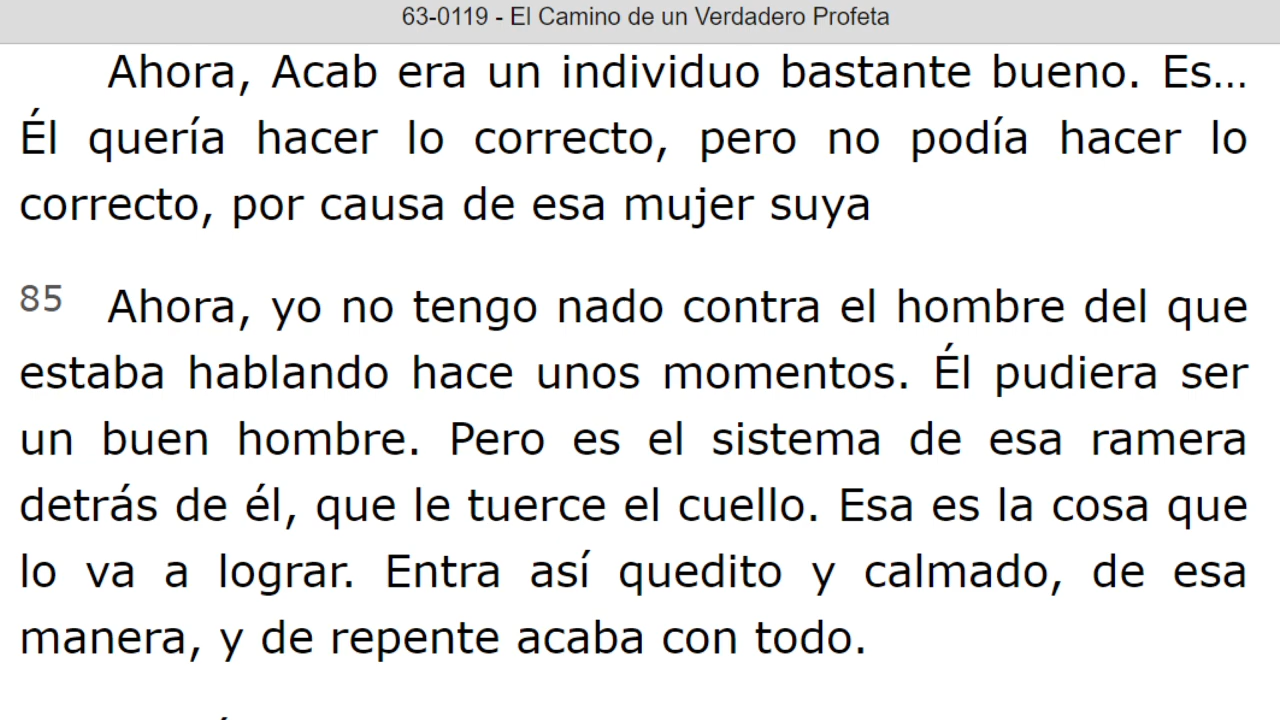 63-0119 - El Camino de un Verdadero Profeta
Ahora, Acab era un individuo bastante bueno. Es...
Él quería hacer lo correcto, pero no podía hacer lo
correcto, por causa de esa mujer suya
85 Ahora, yo no tengo nado contra el hombre del que
estaba hablando hace unos momentos. Él pudiera ser
un buen hombre. Pero es el sistema de esa ramera
detrás de él, que le tuerce el cuello. Esa es la cosa que
lo va a lograr. Entra así quedito y calmado, de esa
manera, y de repente acaba con todo.